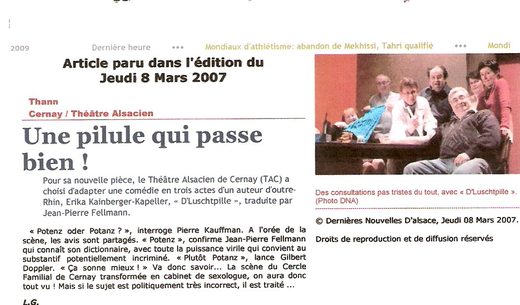 2009 Dernière heure ••• Mondiaux d'athlétisme: abandon de Mekhissi, Tahri qualifié ••• Mondi
Article paru dans l'édition du
Jeudi 8 Mars 2007
Thann
Cernay / Théâtre Alsacien
Une pilule qui passe
bien !
Pour sa nouvelle pièce, le Théâtre Alsacien de Cernay (TAC) a
choisi d'adapter une comédie en trois actes d'un auteur d'outre-
Rhin, Erika Kainberger-Kapeller, « D'Luschtpille », traduite par
Jean-Pierre Fellmann.
« Potenz oder Potanz ? », interroge Pierre Kauffman. A l'orée de la
scène, les avis sont partagés. « Potenz », confirme Jean-Pierre Fellmann
qui connaît son dictionnaire, avec toute la puissance virile qui convient au
substantif potentiellement incriminé. « Plutôt Potanz », lance Gilbert
Doppler. « Ça sonne mieux ! » Va donc savoir... La scène du Cercle
Familial de Cernay transformée en cabinet de sexologue, on aura donc
tout vu ! Mais si le sujet est politiquement très incorrect, il est traité ...
L.G.
Des consultations pas tristes du tout, avec « D'Luschtpille ».
(Photo DNA)
© Dernières Nouvelles D'alsace, Jeudi 08 Mars 2007.
Droits de reproduction et de diffusion réservés